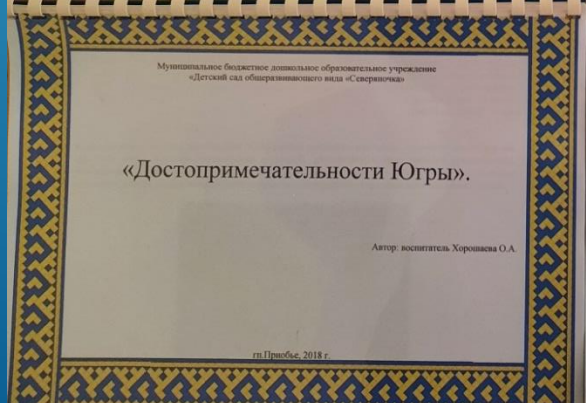 Муниципальное бюджетное дошкольное образовательное учреждение
«Детский сад общеразвивающего вида «Северяночка»
«Достопримечательности Югры».
Автор: воспитатель Хорошаева О.А.
гп.Приобье, 2018 г.